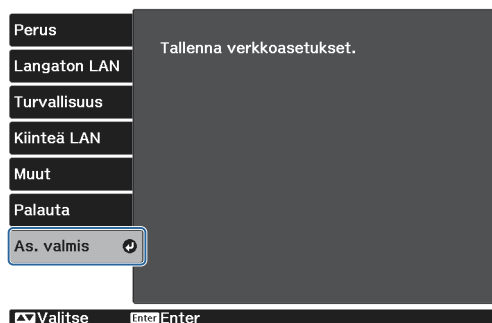 Perus
Tallenna verkkoasetukset.
Langaton LAN
Turvallisuus
Kiinteä LAN
Muut
Palauta
As. valmis
Valitse Enter Enter